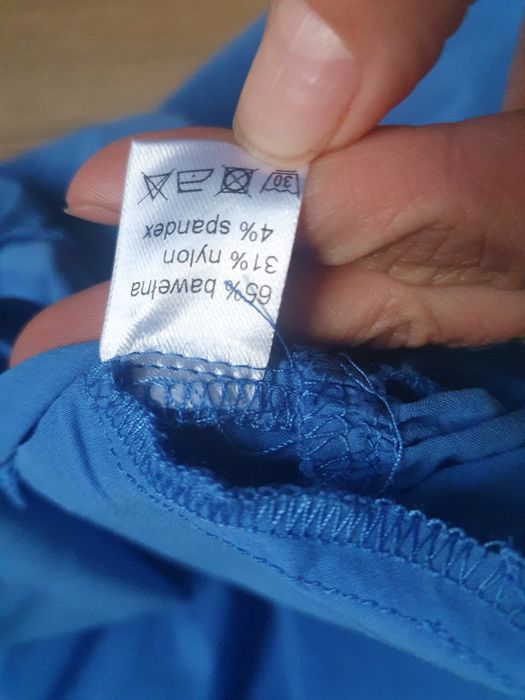 65% bawełna
31% nylon
4% spandex
30